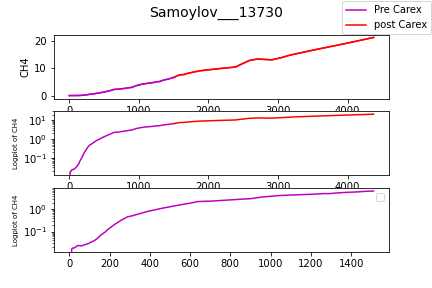 Samoylov___13730
Pre Carex
post Carex
CH4
20
10
0
0 1000 2000 3000 4000
Logplot of CH4
10¹
10⁰
10⁻¹
0 1000 2000 3000 4000
Logplot of CH4
10⁰
10⁻¹
0 200 400 600 800 1000 1200 1400